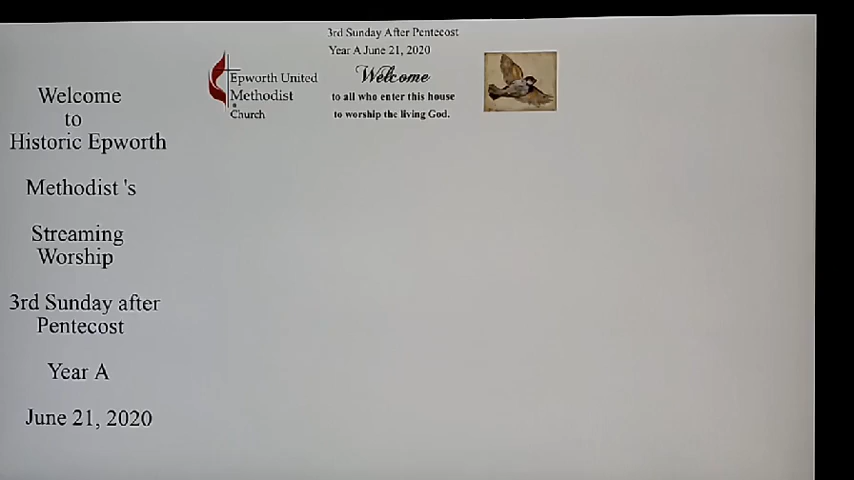 Welcome
to
Historic Epworth
Methodist 's
Streaming
Worship
3rd Sunday after
Pentecost
Year A
June 21, 2020
Epworth United
Methodist
Church
3rd Sunday After Pentecost
Year A June 21, 2020
Welcome
to all who enter this house
to worship the living God.